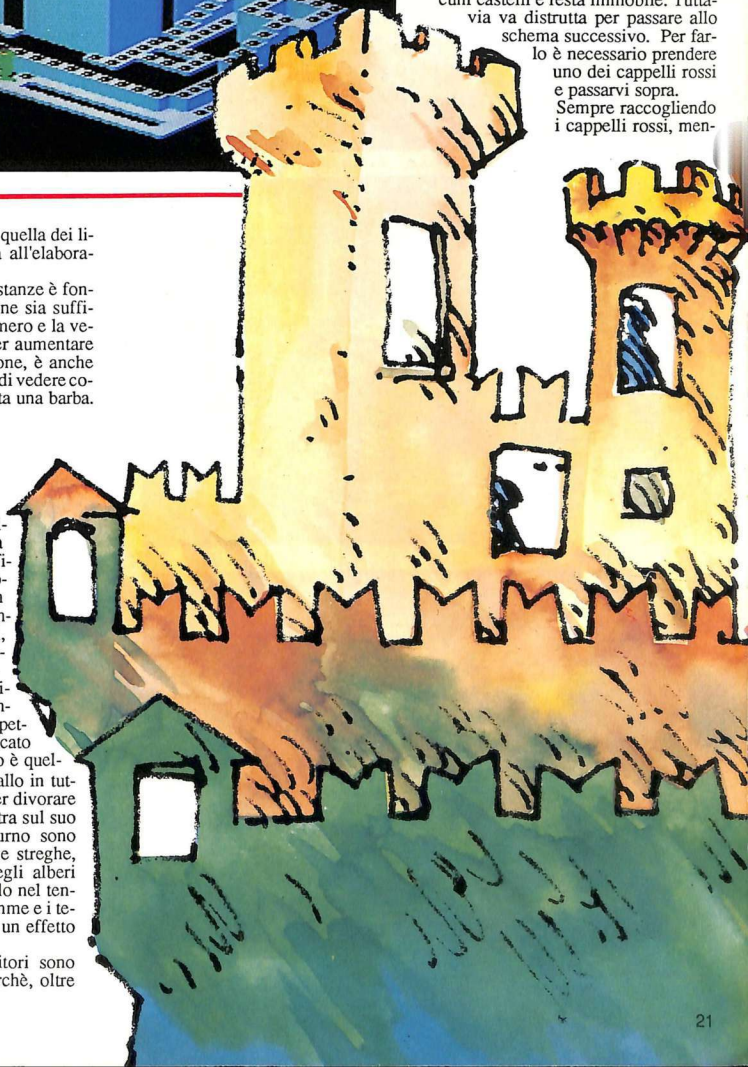 cuni castelli e resta immobile. Tutta-
via va distrutta per passare allo
schema successivo. Per far-
lo è necessario prendere
uno dei cappelli rossi
e passarvi sopra.
Sempre raccogliendo
i cappelli rossi, men-
quella dei li-
all'elabora-
stanze è fon-
ne sia suffi-
mero e la ve-
er aumentare
one, è anche
di vedere co-
ta una barba.
pet-
cato
o è quel-
allo in tut-
er divorare
tra sul suo
urno sono
e streghe,
egli alberi
lo nel ten-
mme e i te-
un effetto
itori sono
rchè, oltre
21